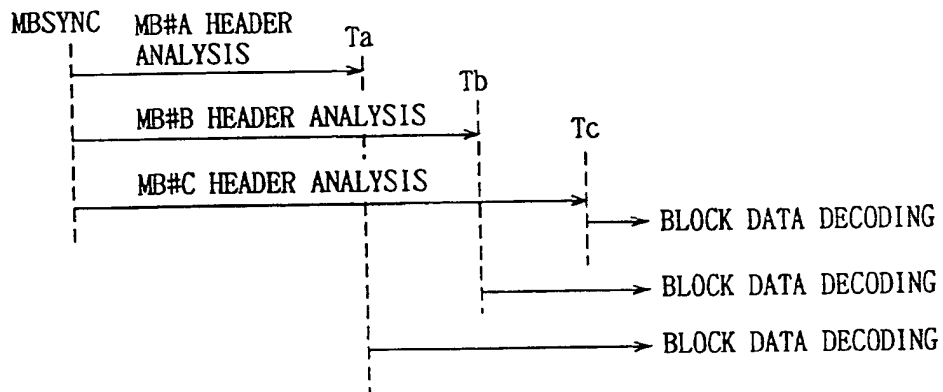 MBSYNC
MB#A HEADER
ANALYSIS
Ta
Tb
MB#B HEADER ANALYSIS
Tc
MB#C HEADER ANALYSIS
BLOCK DATA DECODING
BLOCK DATA DECODING
BLOCK DATA DECODING